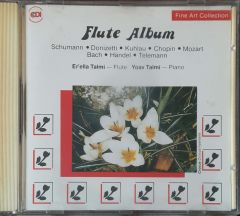 CDI
Fine Art Collection
Flute Album
Schumann • Donizetti • Kuhlau • Chopin • Mozart
Bach • Handel • Telemann
Er'ella Talmi — Flute Yoav Talmi — Piano